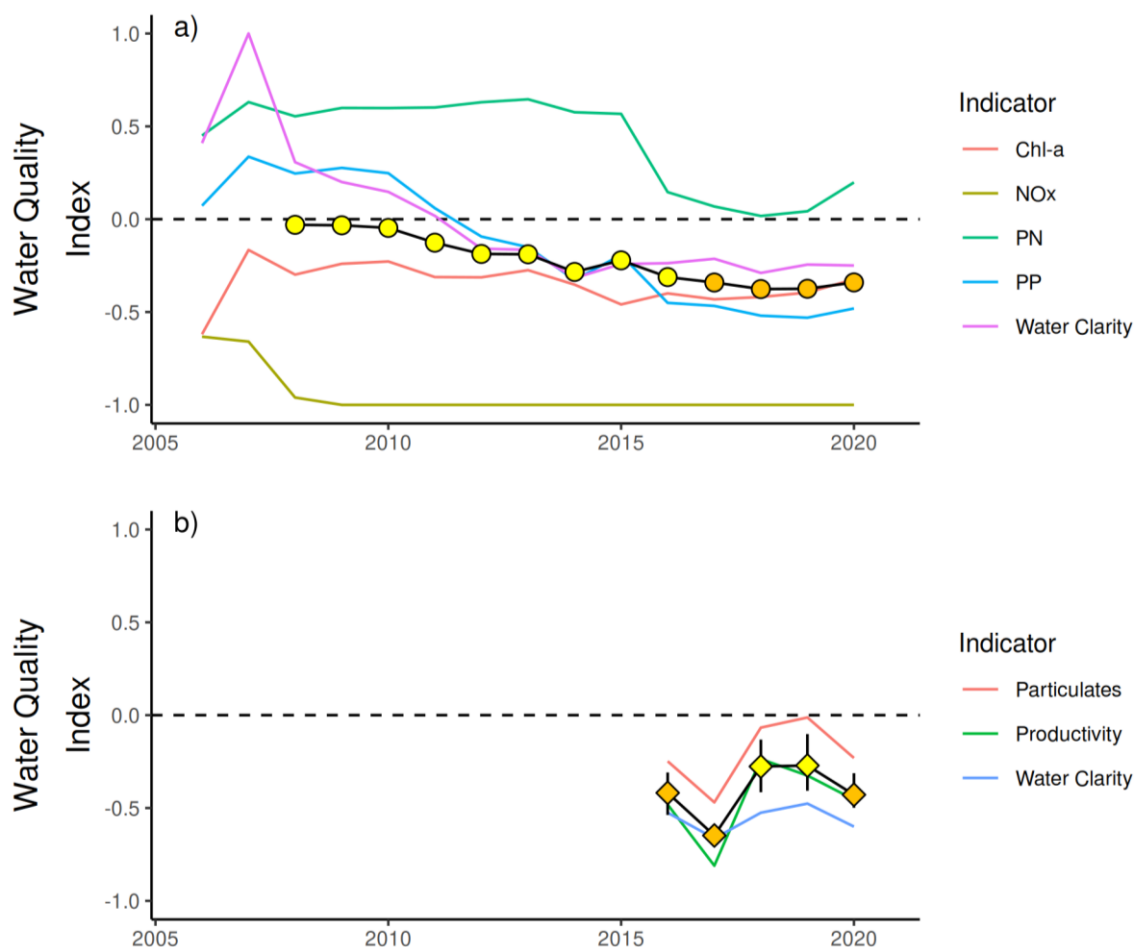 a)
1.0
0.5
0.0
-0.5
-1.0
Water Quality
Index
2005
2010
2015
2020
Indicator
Chl-a
NOx
PN
PP
Water Clarity
b)
1.0
0.5
0.0
-0.5
-1.0
Water Quality
Index
2005
2010
2015
2020
Indicator
Particulates
Productivity
Water Clarity